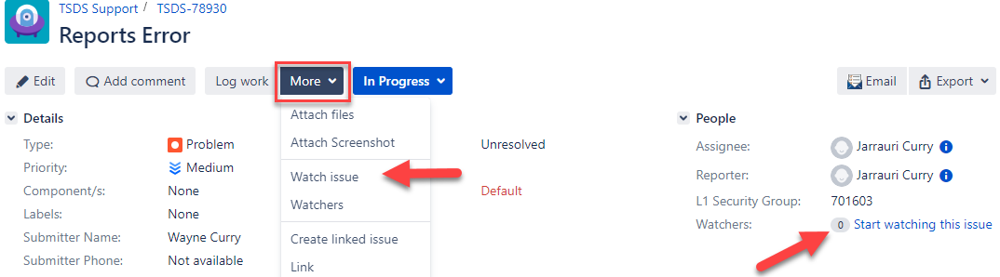 TSDS Support / TSDS-78930
Reports Error
Edit Add comment Log work More In Progress Email Export
Details
Type: Problem
Priority: Medium
Component/s: None
Labels: None
Submitter Name: Wayne Curry
Submitter Phone: Not available
Attach files
Attach Screenshot
Watch issue
Watchers
Create linked issue
Link
Unresolved
Default
People
Assignee: Jarrauri Curry
Reporter: Jarrauri Curry
L1 Security Group: 701603
Watchers: 0 Start watching this issue